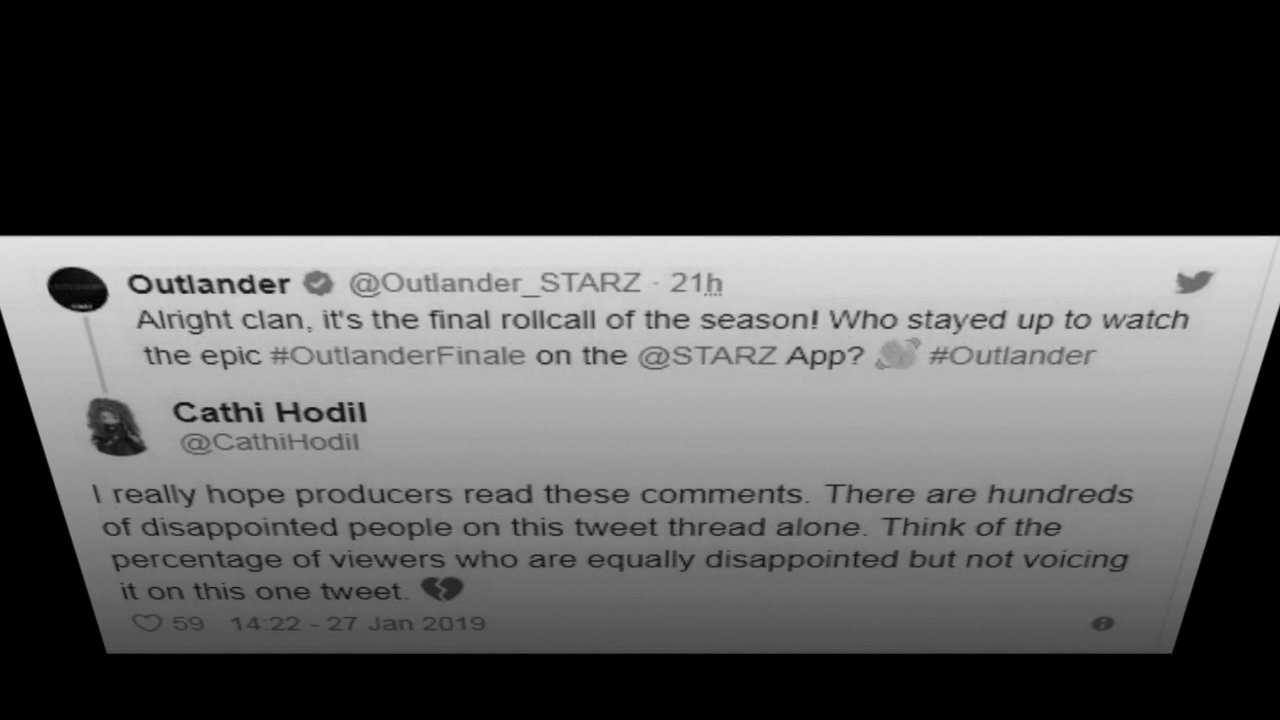 Outlander @Outlander_STARZ · 21h
Alright clan, it's the final rollcall of the season! Who stayed up to watch
the epic #OutlanderFinale on the @STARZ App? 👋 #Outlander
Cathi Hodil
@CathiHodil
I really hope producers read these comments. There are hundreds
of disappointed people on this tweet thread alone. Think of the
percentage of viewers who are equally disappointed but not voicing
it on this one tweet. 💔
59 14:22 - 27 Jan 2019